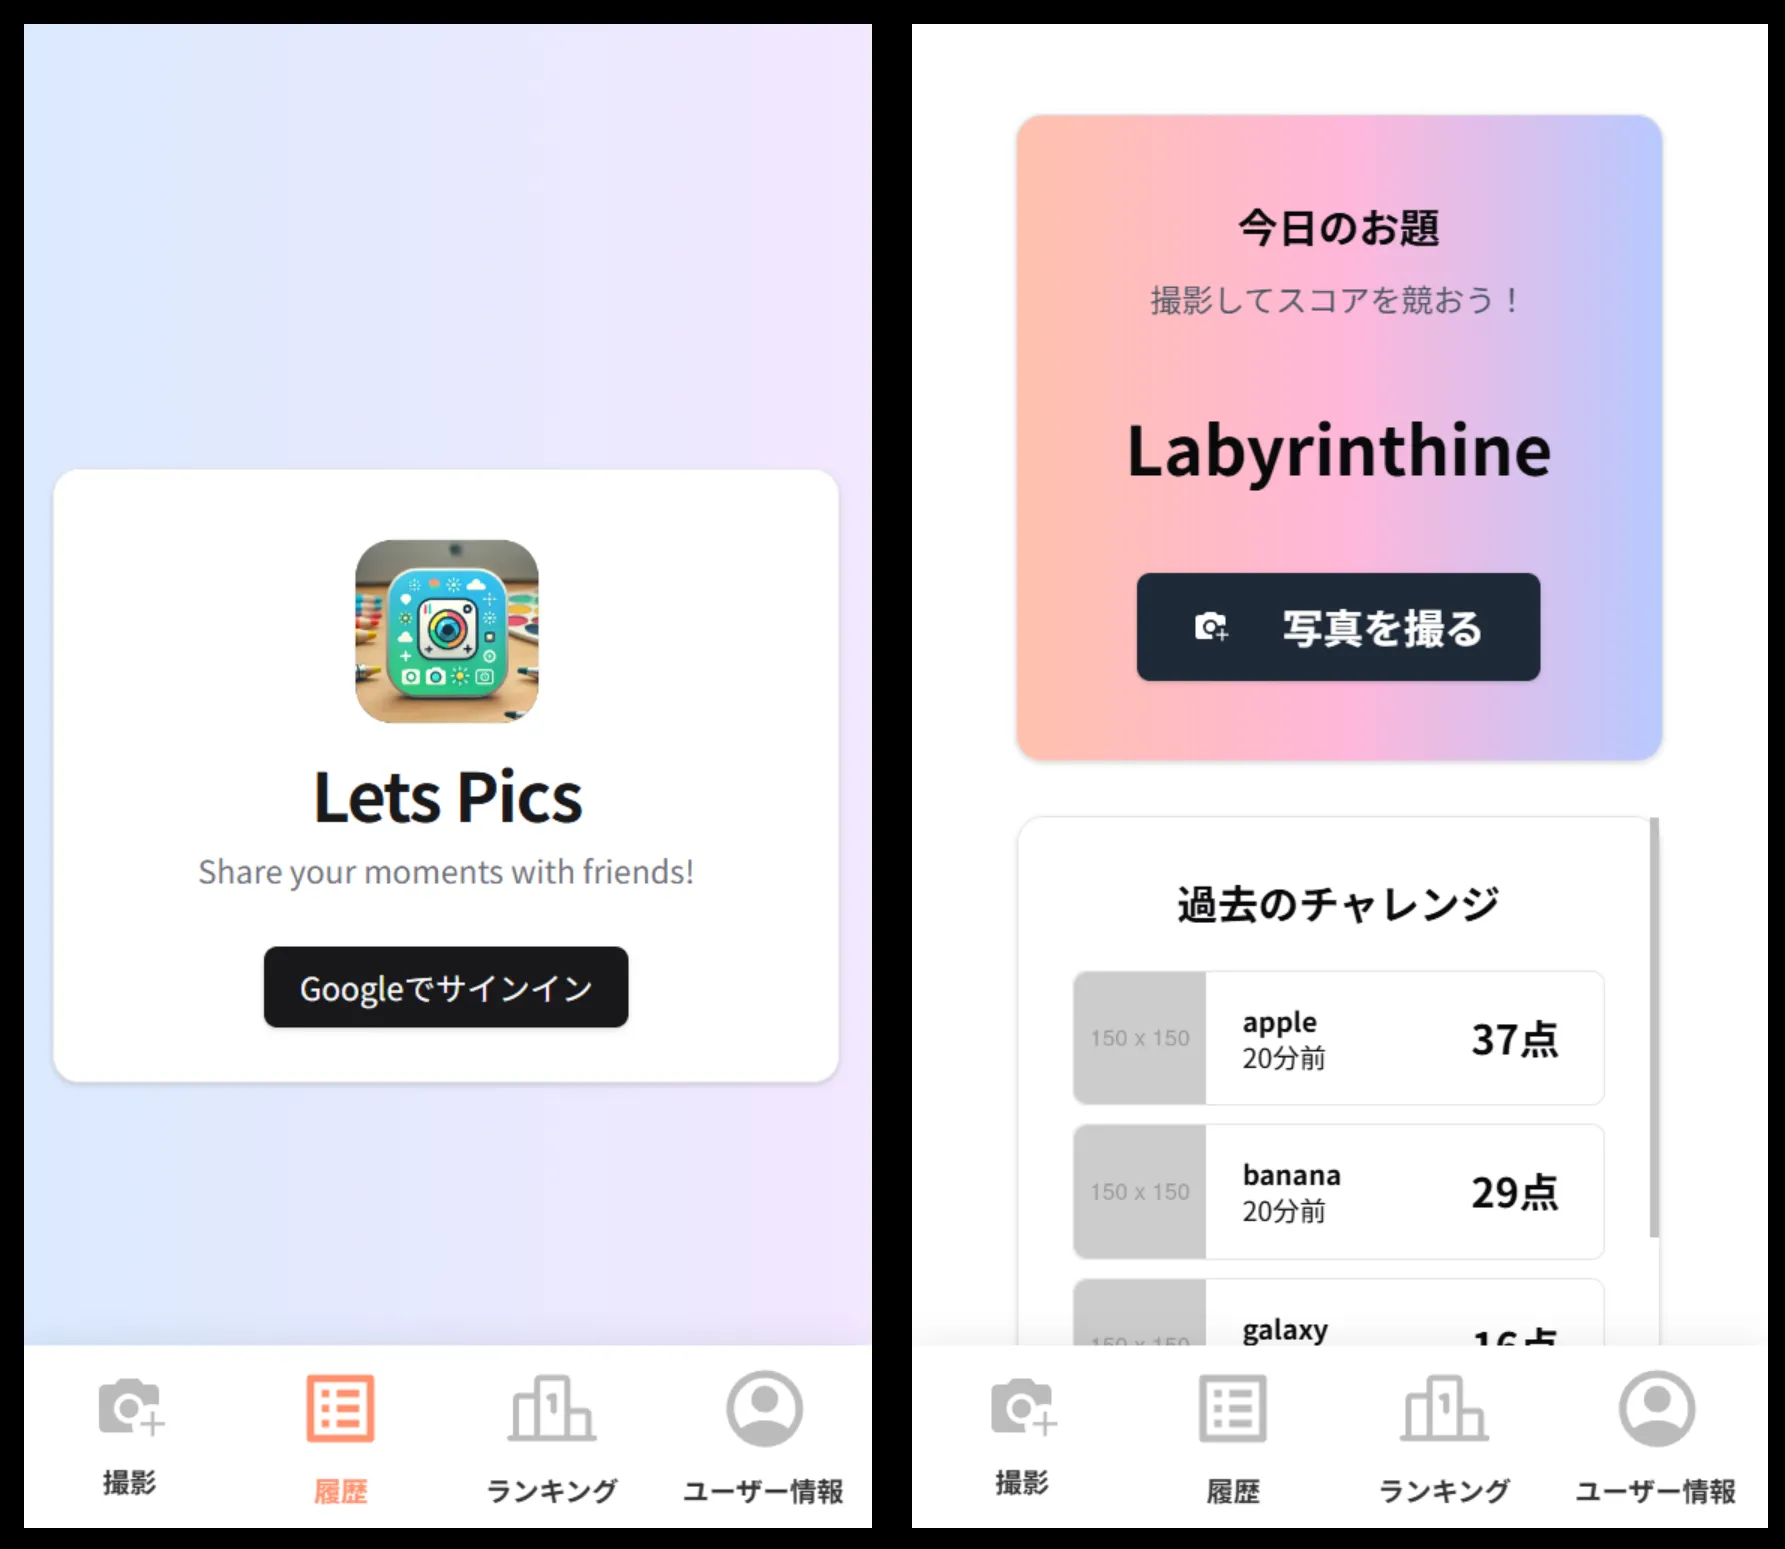 Lets Pics
Share your moments with friends!
Googleでサインイン
撮影
履歴
ランキング
ユーザー情報
今日のお題
撮影してスコアを競おう！
Labyrinthine
写真を撮る
過去のチャレンジ
150 x 150
apple
20分前
37点
150 x 150
banana
20分前
29点
150 x 150
galaxy
16点
撮影
履歴
ランキング
ユーザー情報